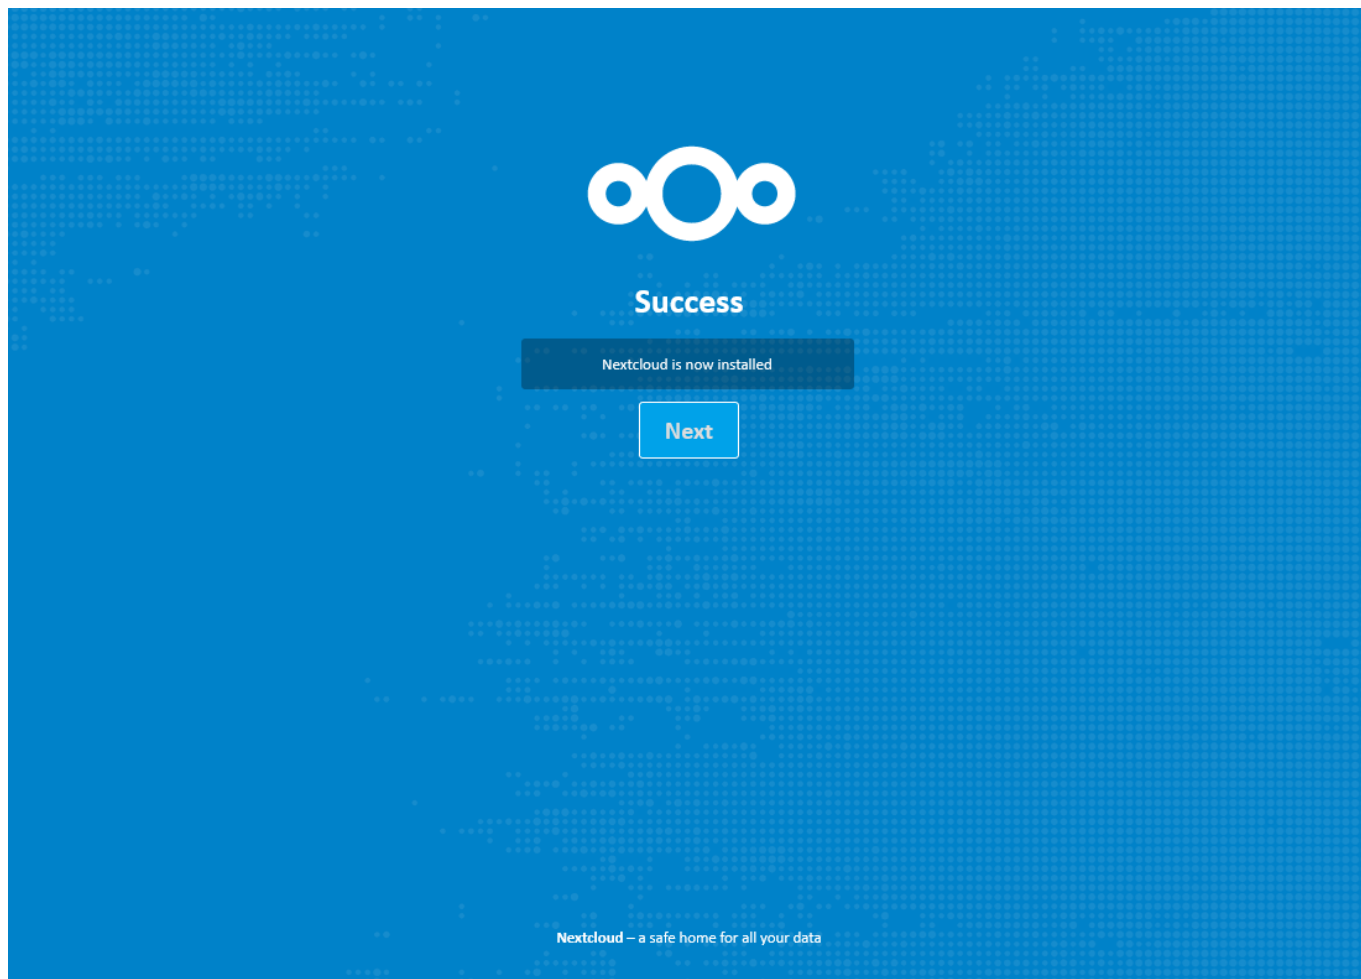 Success
Nextcloud is now installed
Next
Nextcloud – a safe home for all your data